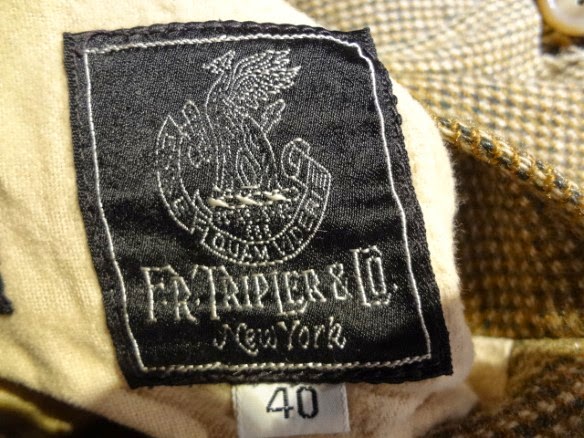 ESSE
QUAM VIDERI
F.R. TRIPLER & CO.
New York
40